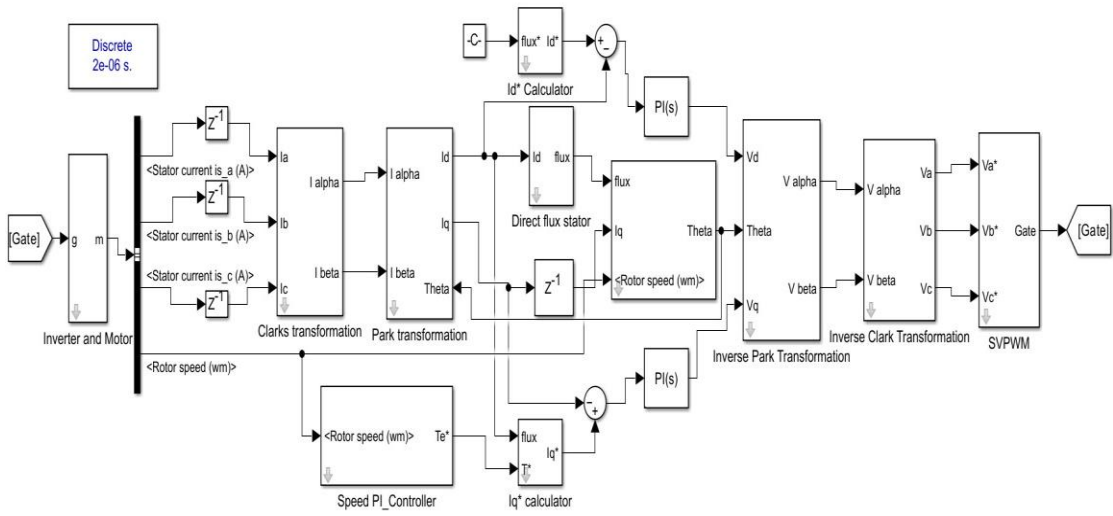 Discrete
2e-06 s.
-C-
flux*
Id*
Id* Calculator
PI(s)
[Gate]
g
m
Inverter and Motor
Z-1
<Stator current is_a (A)>
Z-1
<Stator current is_b (A)>
Z-1
<Stator current is_c (A)>
<Rotor speed (wm)>
Ia
Ib
Ic
I alpha
I beta
Clarks transformation
I alpha
I beta
Id
Iq
Theta
Park transformation
Id
flux
Direct flux stator
Z-1
flux
Iq
<Rotor speed (wm)>
Theta
Vd
Theta
Vq
V alpha
V beta
Inverse Park Transformation
V alpha
V beta
Va
Vb
Vc
Inverse Clark Transformation
Va*
Vb*
Vc*
Gate
SVPWM
[Gate]
PI(s)
<Rotor speed (wm)>
Te*
Speed PI_Controller
flux
T*
Iq*
Iq* calculator